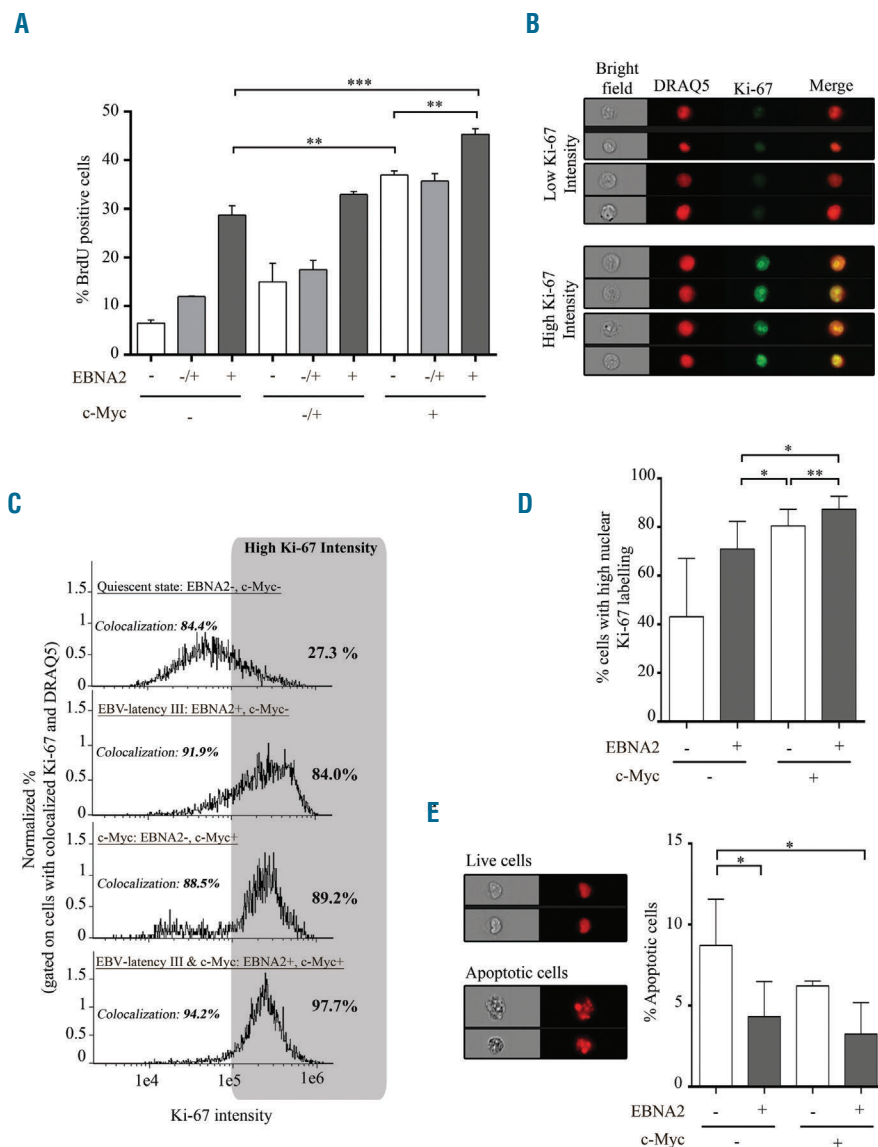 A
***
**
**
50
40
30
20
10
0
% BrdU positive cells
EBNA2 - -/+ + - -/+ + - -/+ +
c-Myc - -/+ +
B
Bright field DRAQ5 Ki-67 Merge
Low Ki-67 Intensity
High Ki-67 Intensity
C
High Ki-67 Intensity
Normalized %
(gated on cells with colocalized Ki-67 and DRAQ5)
1.5
1
0.5
0
Quiescent state: EBNA2-, c-Myc-
Colocalization: 84.4%
27.3 %
1.5
1
0.5
0
EBV-latency III: EBNA2+, c-Myc-
Colocalization: 91.9%
84.0%
1.5
1
0.5
0
c-Myc: EBNA2-, c-Myc+
Colocalization: 88.5%
89.2%
1.5
1
0.5
0
EBV-latency III & c-Myc: EBNA2+, c-Myc+
Colocalization: 94.2%
97.7%
1e4 1e5 1e6
Ki-67 intensity
D
*
* **
100
80
60
40
20
0
% cells with high nuclear
Ki-67 labelling
EBNA2 - + - +
c-Myc - +
E
Live cells
Apoptotic cells
*
*
15
10
5
0
% Apoptotic cells
EBNA2 - + - +
c-Myc - +